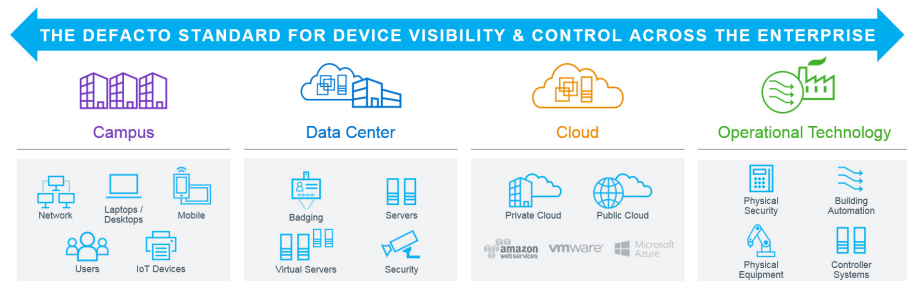 THE DEFACTO STANDARD FOR DEVICE VISIBILITY & CONTROL ACROSS THE ENTERPRISE
Campus
Data Center
Cloud
Operational Technology
Network
Laptops /
Desktops
Mobile
Users
IoT Devices
Badging
Servers
Virtual Servers
Security
Private Cloud
Public Cloud
amazon
webservices
vmware
Microsoft
Azure
Physical
Security
Building
Automation
Physical
Equipment
Controller
Systems